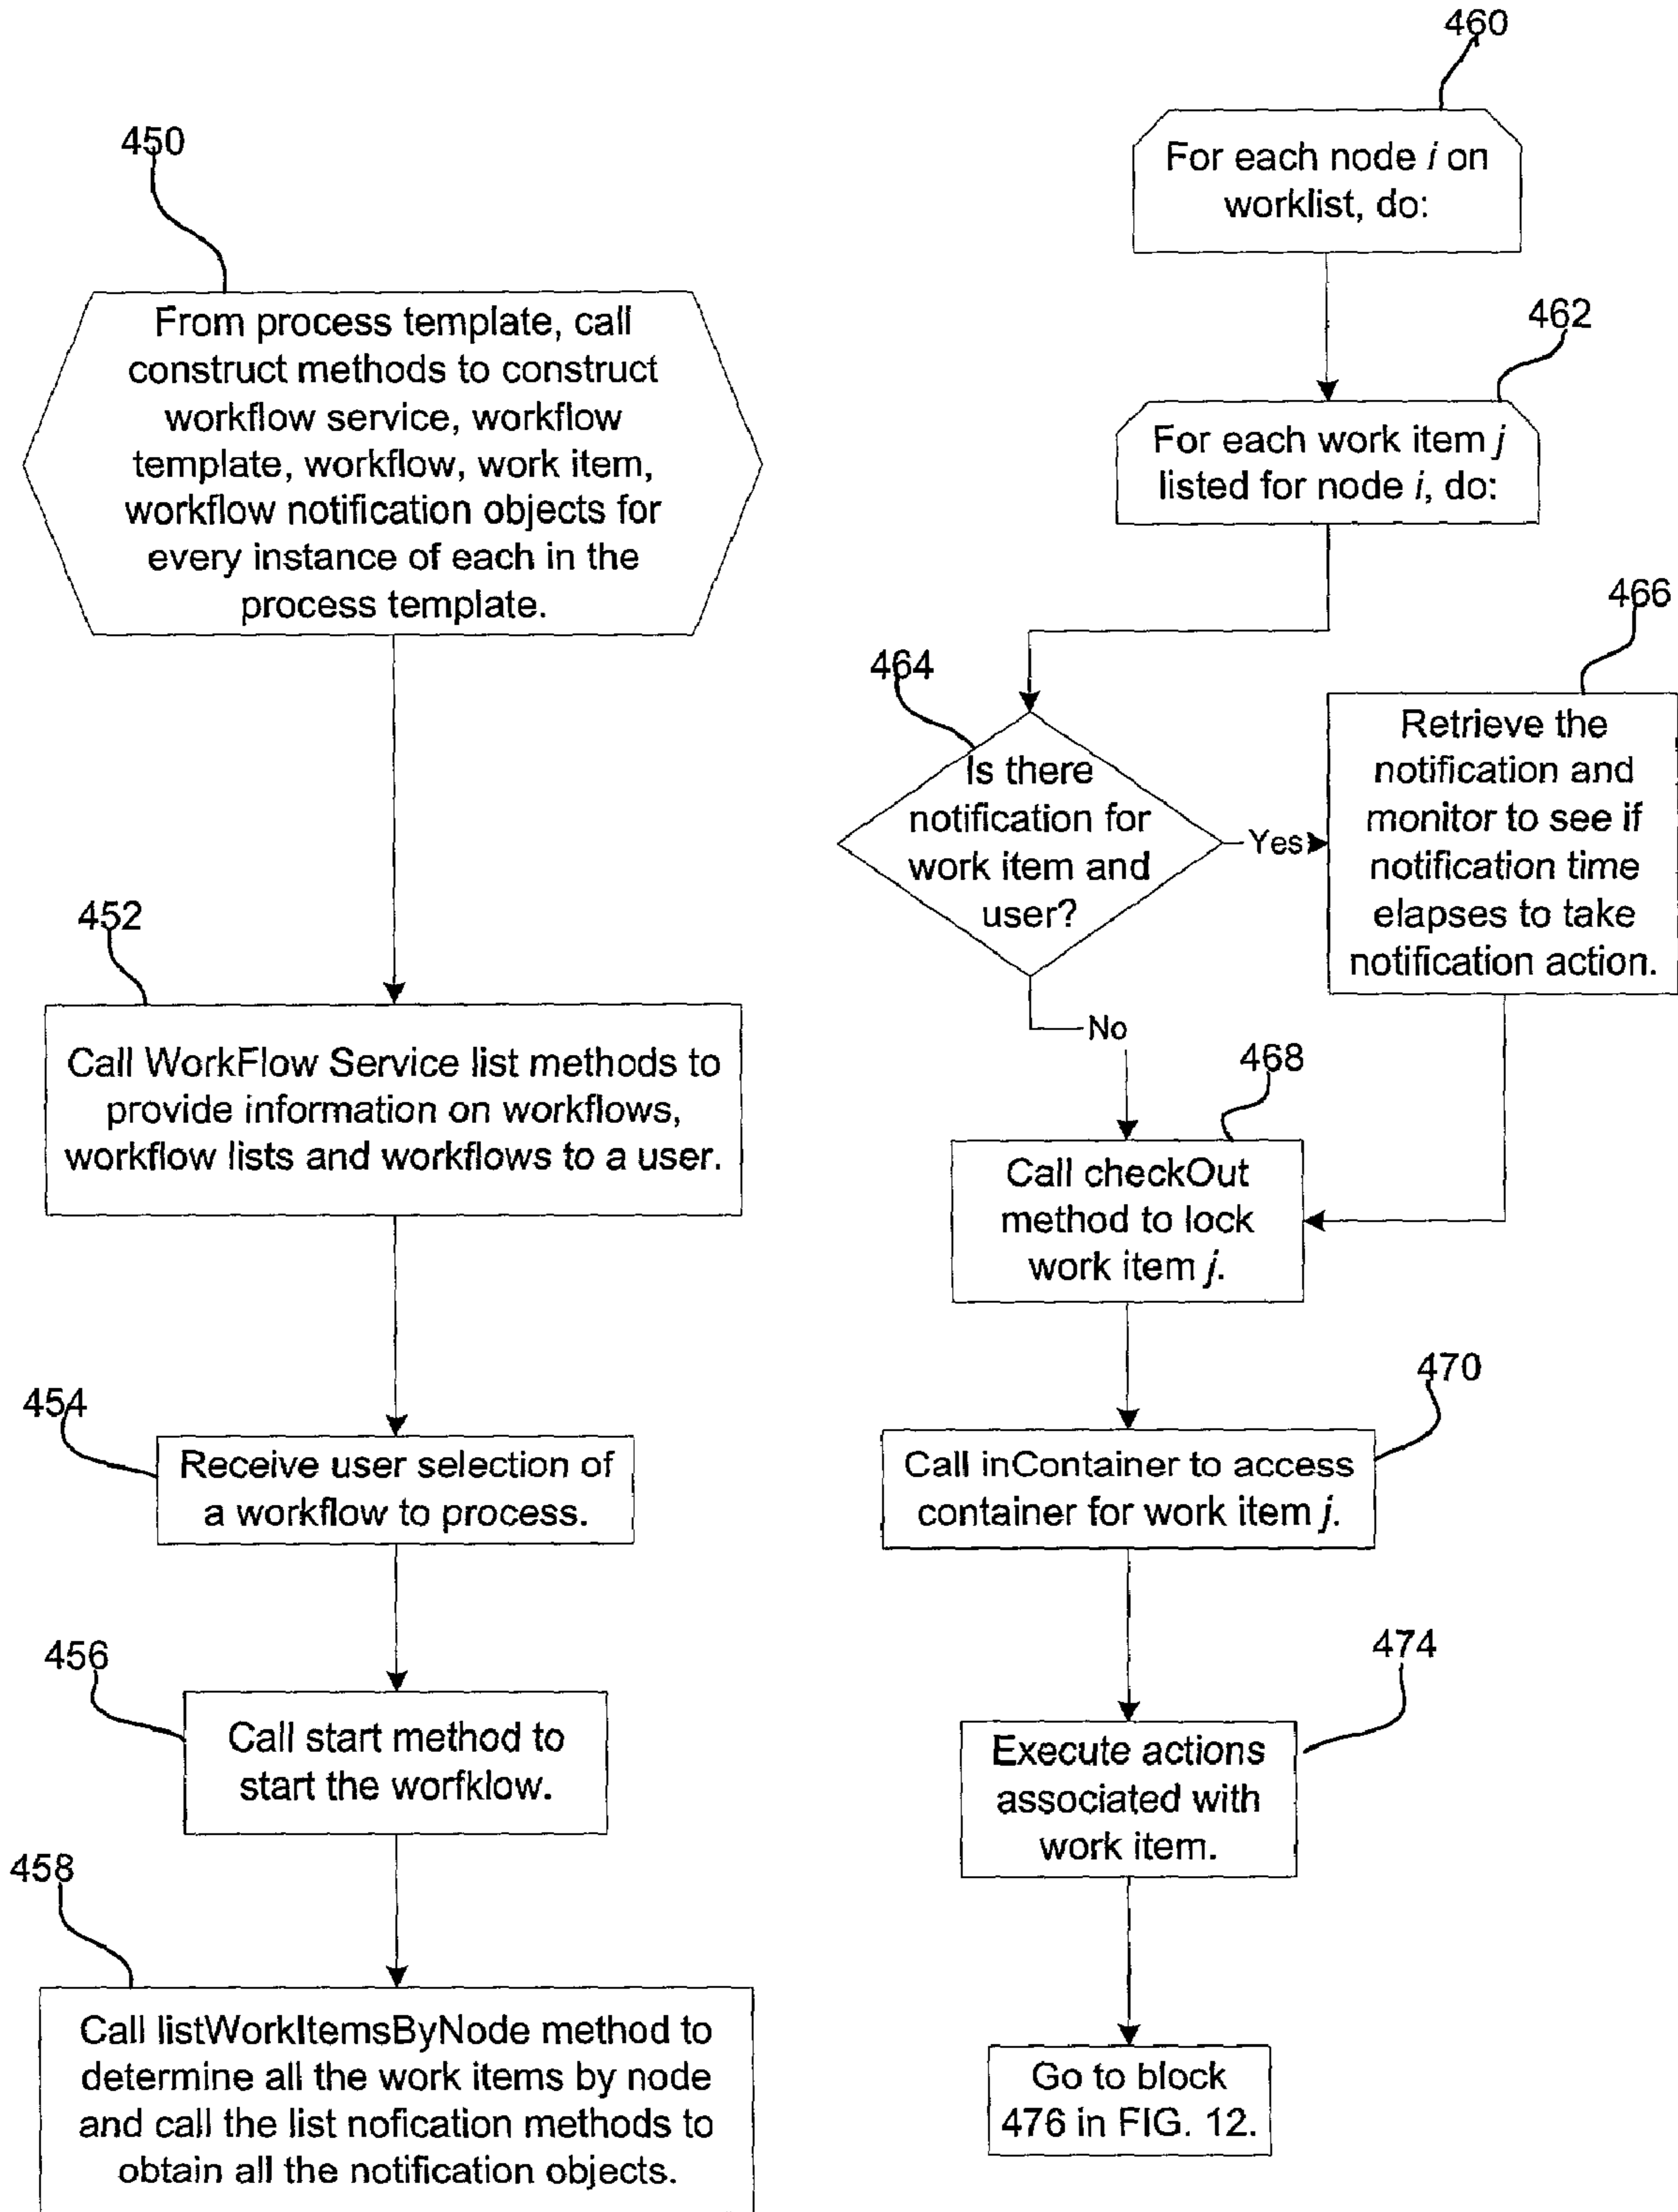 450
From process template, call
construct methods to construct
workflow service, workflow
template, workflow, work item,
workflow notification objects for
every instance of each in the
process template.
452
Call WorkFlow Service list methods to
provide information on workflows,
workflow lists and workflows to a user.
454
Receive user selection of
a workflow to process.
456
Call start method to
start the worfklow.
458
Call listWorkItemsByNode method to
determine all the work items by node
and call the list nofication methods to
obtain all the notification objects.
460
For each node i on
worklist, do:
462
For each work item j
listed for node i, do:
464
Is there
notification for
work item and
user?
Yes
466
Retrieve the
notification and
monitor to see if
notification time
elapses to take
notification action.
No
468
Call checkOut
method to lock
work item j.
470
Call inContainer to access
container for work item j.
474
Execute actions
associated with
work item.
Go to block
476 in FIG. 12.